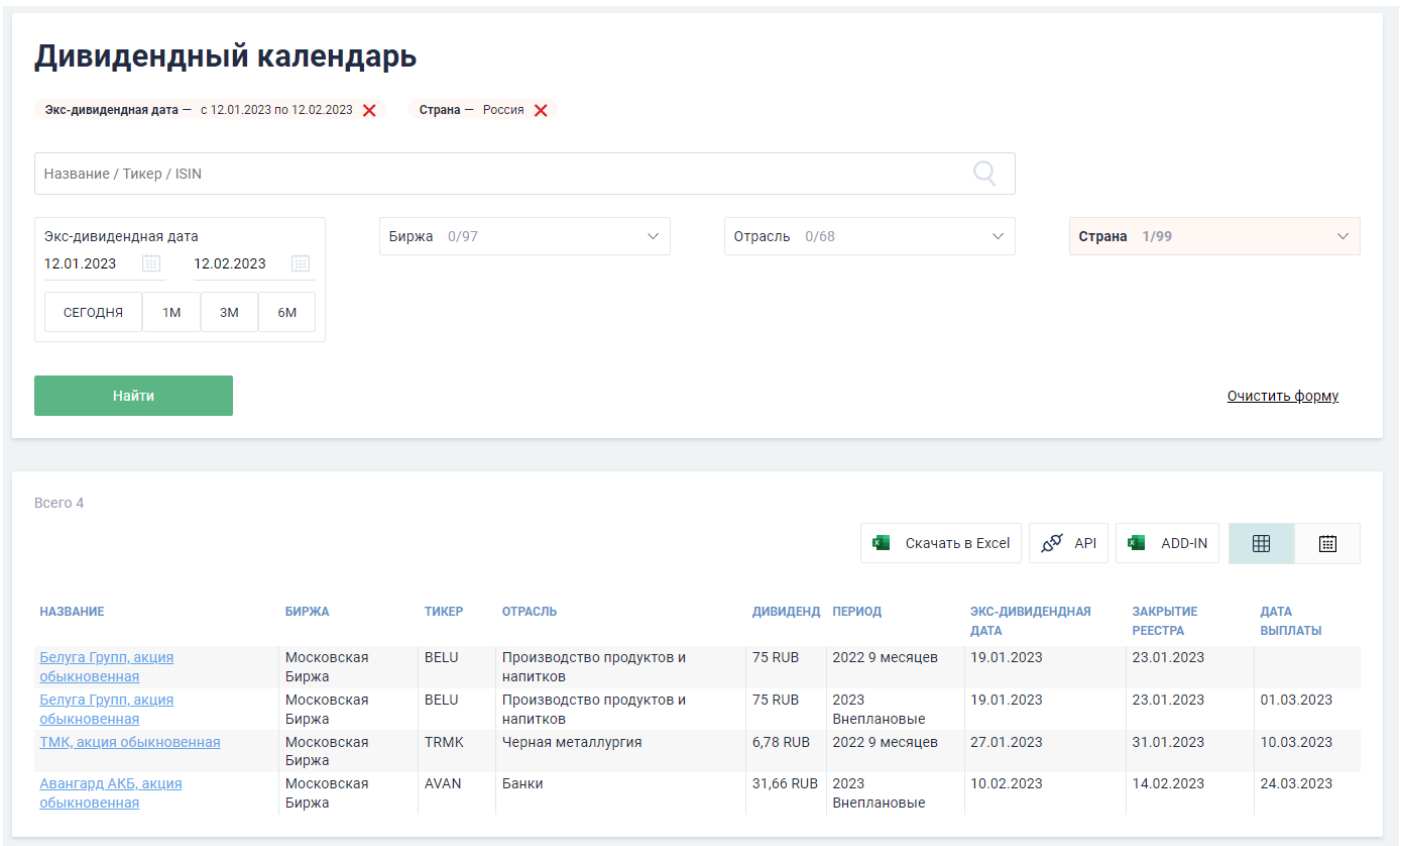 Дивидендный календарь
Экс-дивидендная дата — с 12.01.2023 по 12.02.2023
Страна — Россия
Название / Тикер / ISIN
Экс-дивидендная дата
12.01.2023 12.02.2023
СЕГОДНЯ 1М 3М 6М
Биржа 0/97
Отрасль 0/68
Страна 1/99
Найти
Очистить форму
Всего 4
Скачать в Excel API ADD-IN
НАЗВАНИЕ БИРЖА ТИКЕР ОТРАСЛЬ ДИВИДЕНД ПЕРИОД ЭКС-ДИВИДЕНДНАЯ ЗАКРЫТИЕ ДАТА
ДАТА РЕЕСТРА ВЫПЛАТЫ
Белуга Групп, акция Московская BELU Производство продуктов и 75 RUB 2022 9 месяцев 19.01.2023 23.01.2023
обыкновенная Биржа напитков
Белуга Групп, акция Московская BELU Производство продуктов и 75 RUB 2023 19.01.2023 23.01.2023 01.03.2023
обыкновенная Биржа напитков Внеплановые
ТМК, акция обыкновенная Московская TRMK Черная металлургия 6,78 RUB 2022 9 месяцев 27.01.2023 31.01.2023 10.03.2023
Биржа
Авангард АКБ, акция Московская AVAN Банки 31,66 RUB 2023 10.02.2023 14.02.2023 24.03.2023
обыкновенная Биржа Внеплановые